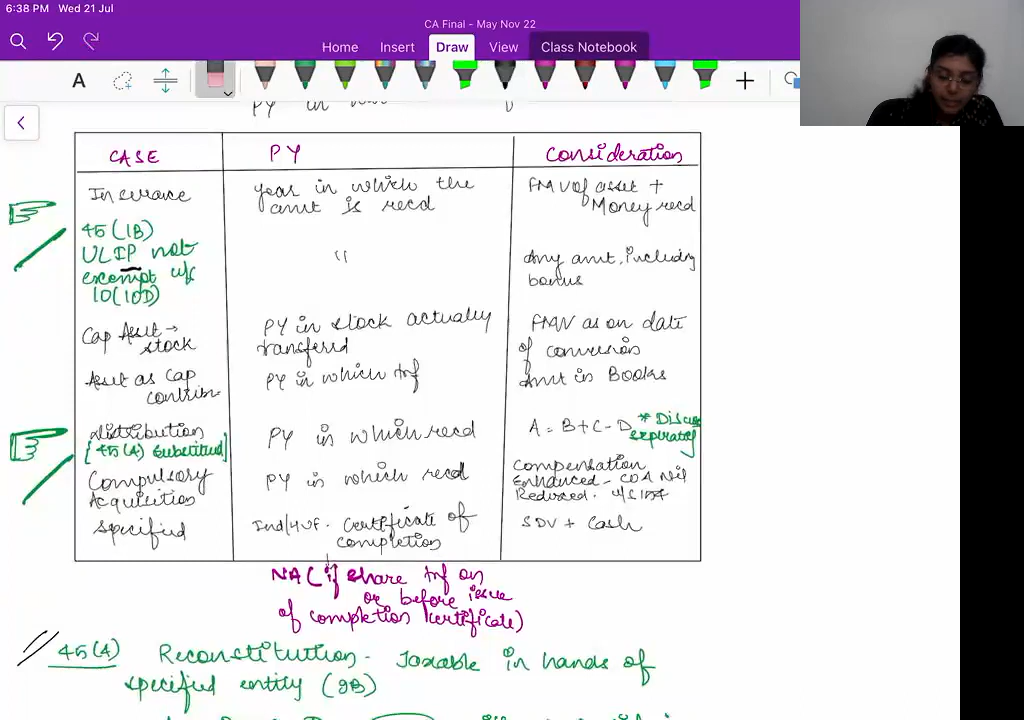 6:38 PM Wed 21 Jul
CA Final - May Nov 22
Home Insert Draw View Class Notebook
A
PY in
CASE PY Consideration
Insurance year in which the amt is recd FMV of asset + Money recd
45(1B) ULIP not exempt u/s 10(10D) " Any amt, including bonus
Cap Asset → stock PY in stock actually transferred FMV as on date of conversion
Asset as cap contribn PY in which trf Amt in Books
Distribution [45(4) substituted] PY in which recd A = B + C - D * Discuss seprately
Compulsory Acquisition PY in which recd Compensation Enhanced - COA Nil Reduced - u/s 154
Specified Ind/HUF - Certificate of completion SDV + Cash
NA (if share trf on
or before issue
of completion certificate)
45(4) Reconstitution - Taxable in hands of
specified entity (9B)